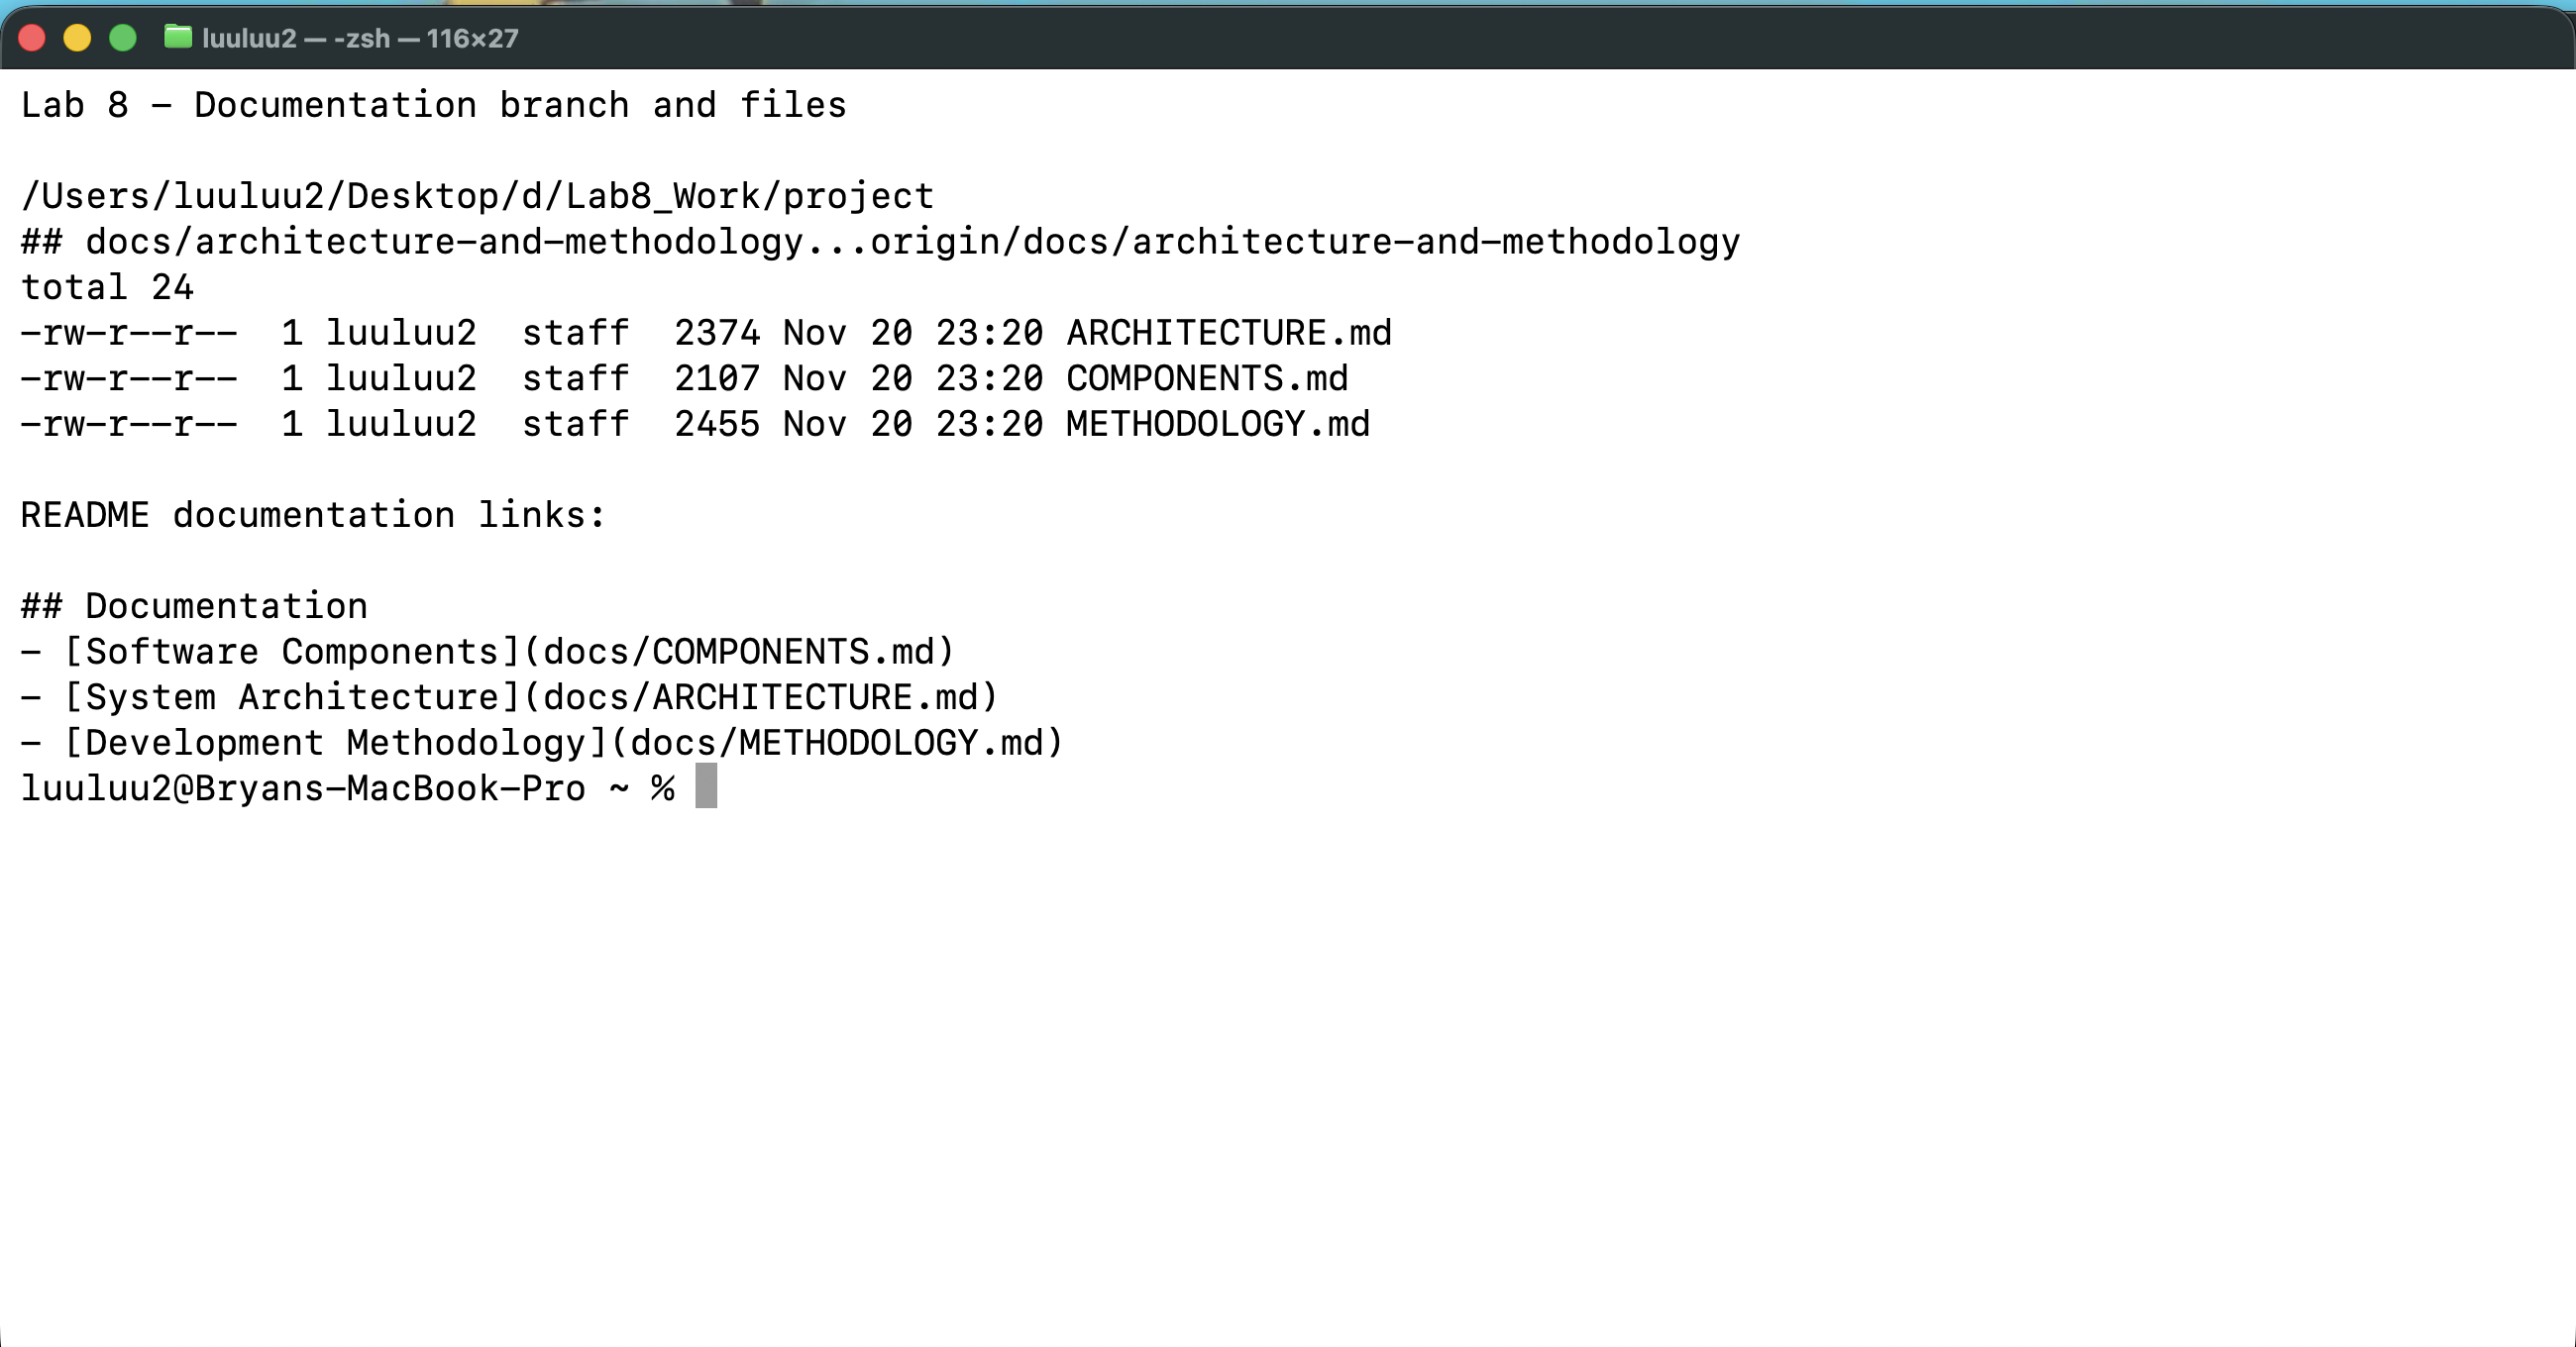 luuluu2 — -zsh — 116×27
Lab 8 – Documentation branch and files
/Users/luuluu2/Desktop/d/Lab8_Work/project
## docs/architecture-and-methodology...origin/docs/architecture-and-methodology
total 24
-rw-r--r--  1 luuluu2  staff  2374 Nov 20 23:20 ARCHITECTURE.md
-rw-r--r--  1 luuluu2  staff  2107 Nov 20 23:20 COMPONENTS.md
-rw-r--r--  1 luuluu2  staff  2455 Nov 20 23:20 METHODOLOGY.md
README documentation links:
## Documentation
- [Software Components](docs/COMPONENTS.md)
- [System Architecture](docs/ARCHITECTURE.md)
- [Development Methodology](docs/METHODOLOGY.md)
luuluu2@Bryans-MacBook-Pro ~ %